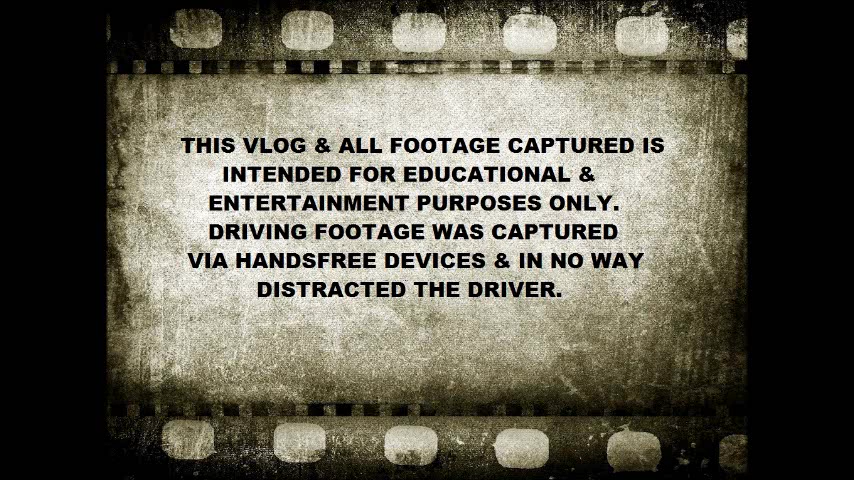 THIS VLOG & ALL FOOTAGE CAPTURED IS
INTENDED FOR EDUCATIONAL &
ENTERTAINMENT PURPOSES ONLY.
DRIVING FOOTAGE WAS CAPTURED
VIA HANDSFREE DEVICES & IN NO WAY
DISTRACTED THE DRIVER.